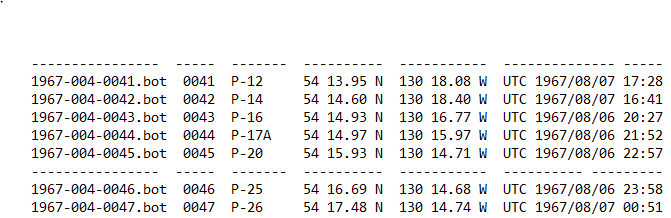 ---------------- ----- ------- ---------- ----------- -------------- -----
1967-004-0041.bot 0041 P-12 54 13.95 N 130 18.08 W UTC 1967/08/07 17:28
1967-004-0042.bot 0042 P-14 54 14.60 N 130 18.40 W UTC 1967/08/07 16:41
1967-004-0043.bot 0043 P-16 54 14.93 N 130 16.77 W UTC 1967/08/06 20:27
1967-004-0044.bot 0044 P-17A 54 14.97 N 130 15.97 W UTC 1967/08/06 21:52
1967-004-0045.bot 0045 P-20 54 15.93 N 130 14.71 W UTC 1967/08/06 22:57
---------------- ----- ------- ---------- ----------- ---------- ---------
1967-004-0046.bot 0046 P-25 54 16.69 N 130 14.68 W UTC 1967/08/06 23:58
1967-004-0047.bot 0047 P-26 54 17.48 N 130 14.74 W UTC 1967/08/07 00:51